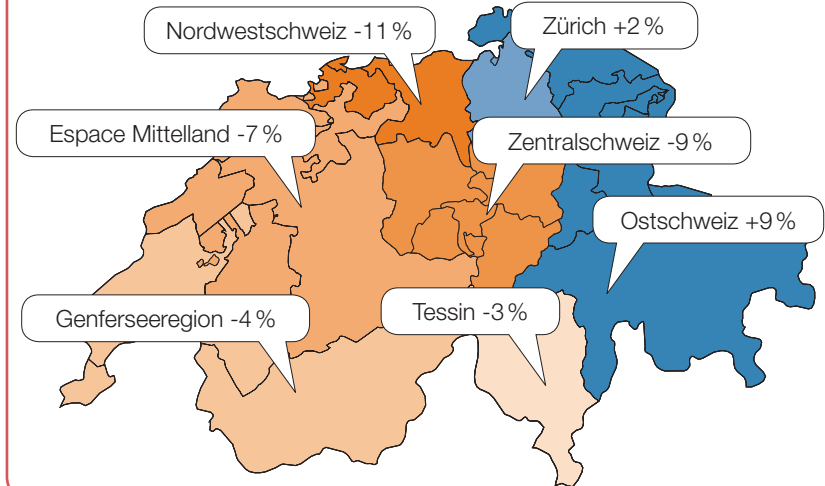 Nordwestschweiz -11 %
Zürich +2 %
Espace Mittelland -7 %
Zentralschweiz -9 %
Ostschweiz +9 %
Genferseeregion -4 %
Tessin -3 %